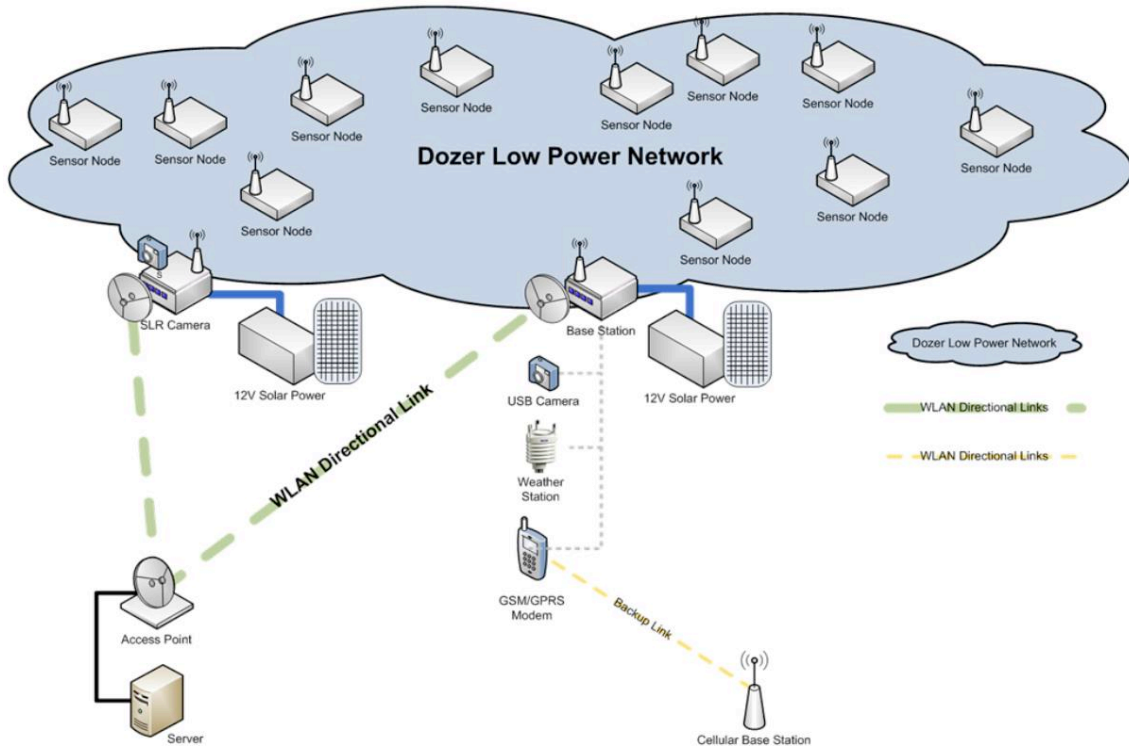 Sensor Node
Sensor Node
Sensor Node
Sensor Node
Sensor Node
Sensor Node
Sensor Node
Sensor Node
Dozer Low Power Network
Sensor Node
Sensor Node
Sensor Node
S
SLR Camera
Base Station
12V Solar Power
12V Solar Power
Dozer Low Power Network
USB Camera
WLAN Directional Links
WLAN Directional Link
WLAN Directional Links
Weather
Station
GSM/GPRS
Modem
Backup Link
Access Point
Server
Cellular Base Station